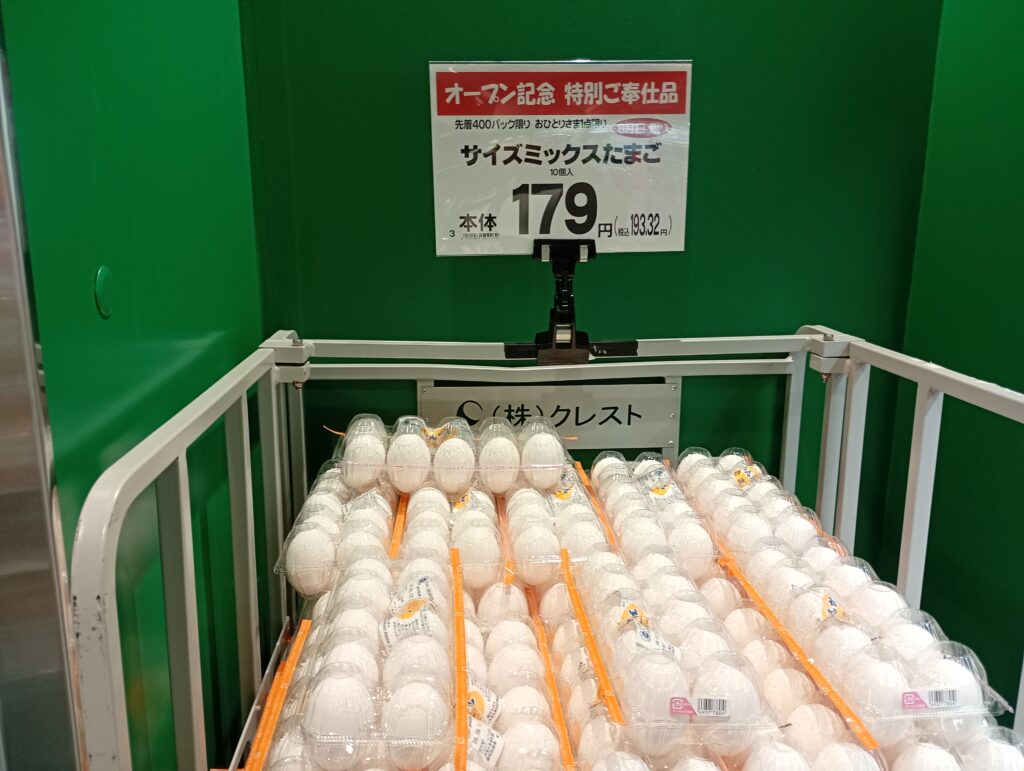 オープン記念 特別ご奉仕品
先着400パック限り おひとりさま1点限り
サイズミックスたまご
10個入
3 本体 179円(税込193.32円)
(株)クレスト